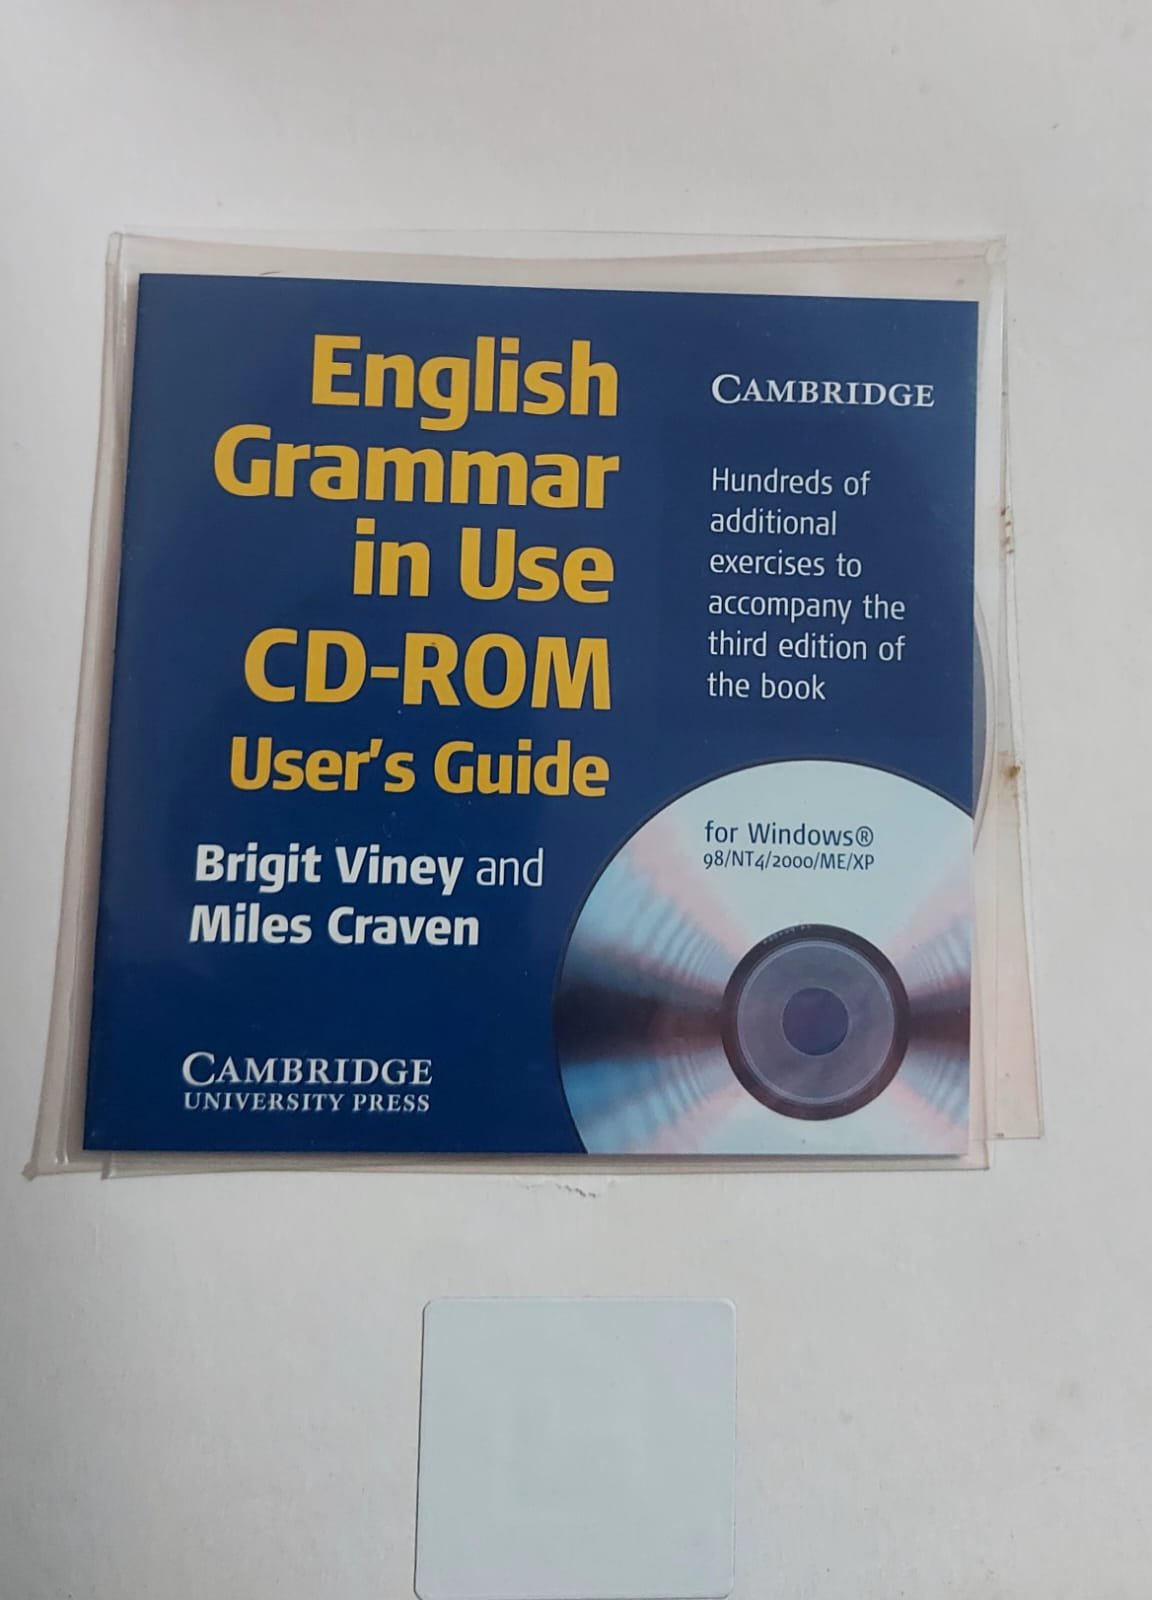 English
Grammar
in Use
CD-ROM
User's Guide
Brigit Viney and
Miles Craven
CAMBRIDGE
UNIVERSITY PRESS
CAMBRIDGE
Hundreds of
additional
exercises to
accompany the
third edition of
the book
for Windows®
98/NT4/2000/ME/XP